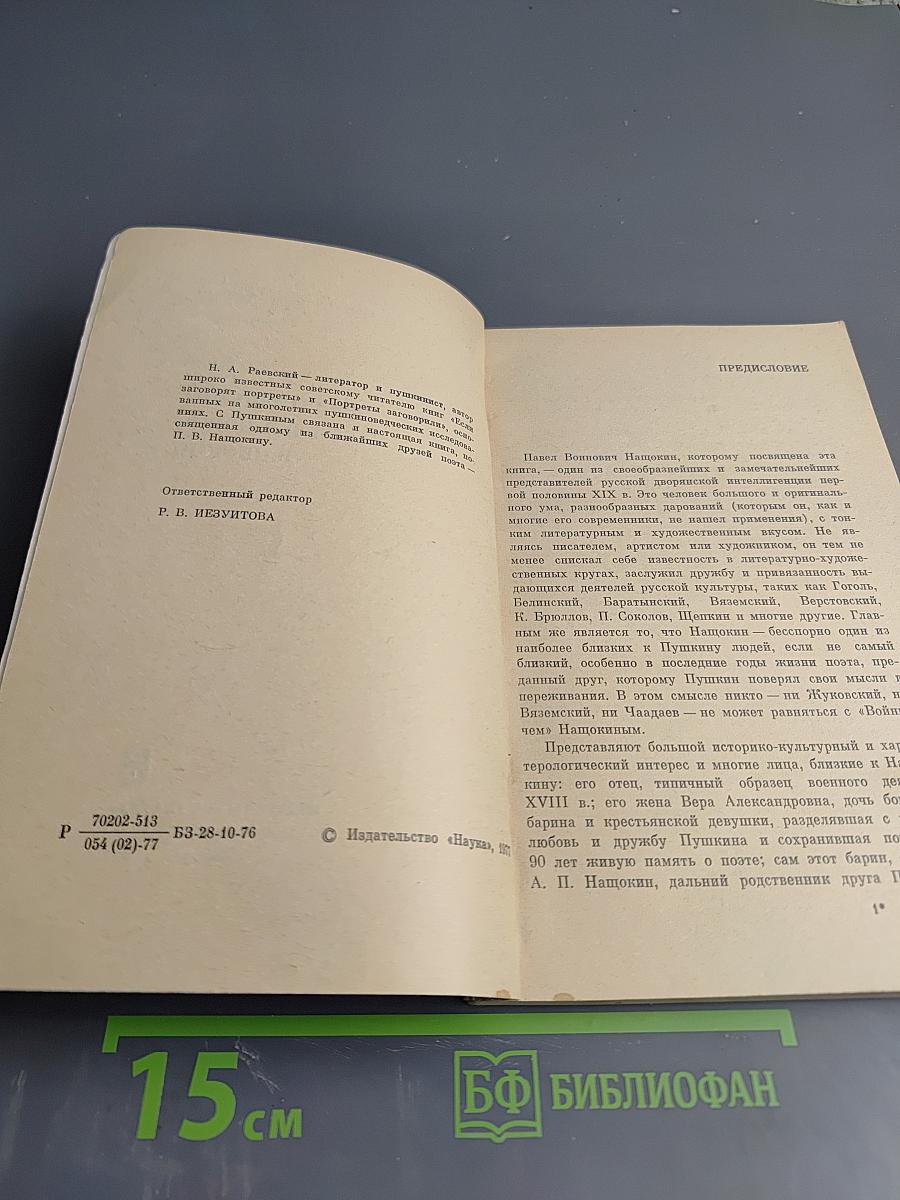 Н. А. Раевский — литератор и пушкинист, автор
широко известных советскому читателю книг «Если
заговорят портреты» и «Портреты заговорили», осно-
ванных на многолетних пушкиноведческих исследова-
ниях. С Пушкиным связана и настоящая книга, по-
священная одному из ближайших друзей поэта —
П. В. Нащокину.
Ответственный редактор
Р. В. ИЕЗУИТОВА
Р 70202-513 БЗ-28-10-76
054 (02)-77
© Издательство «Наука», 1977
ПРЕДИСЛОВИЕ
Павел Воинович Нащокин, которому посвящена эта
книга, — один из своеобразнейших и замечательнейших
представителей русской дворянской интеллигенции пер-
вой половины XIX в. Это человек большого и оригиналь-
ного ума, разнообразных дарований (которым он, как и
многие его современники, не нашел применения), с тон-
ким литературным и художественным вкусом. Не яв-
ляясь писателем, артистом или художником, он тем не
менее снискал себе известность в литературно-художе-
ственных кругах, заслужил дружбу и привязанность вы-
дающихся деятелей русской культуры, таких как Гоголь,
Белинский, Баратынский, Вяземский, Верстовский,
К. Брюллов, П. Соколов, Щепкин и многие другие. Глав-
ным же является то, что Нащокин — бесспорно один из
наиболее близких к Пушкину людей, если не самый
близкий, особенно в последние годы жизни поэта, пре-
данный друг, которому Пушкин поверял свои мысли
переживания. В этом смысле никто — ни Жуковский,
Вяземский, ни Чаадаев — не может равняться с «Войны
чем» Нащокиным.
Представляют большой историко-культурный и хар
терологический интерес и многие лица, близкие к На
кину: его отец, типичный образец военного дея
XVIII в.; его жена Вера Александровна, дочь бог
барина и крестьянской девушки, разделявшая с
любовь и дружбу Пушкина и сохранившая поч
90 лет живую память о поэте; сам этот барин,
А. П. Нащокин, дальний родственник друга П
1*
15 см
БФ БИБЛИОФАН